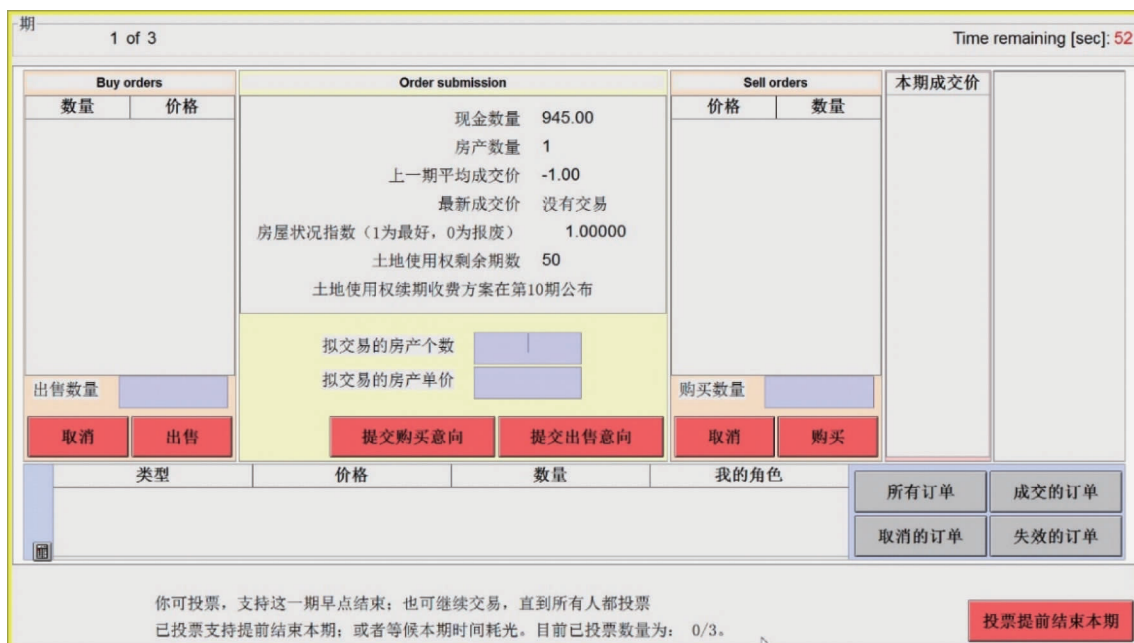 期
1 of 3
Time remaining [sec]: 52
Buy orders
数量 价格
出售数量
取消 出售
Order submission
现金数量 945.00
房产数量 1
上一期平均成交价 -1.00
最新成交价 没有交易
房屋状况指数（1为最好，0为报废） 1.00000
土地使用权剩余期数 50
土地使用权续期收费方案在第10期公布
拟交易的房产个数
拟交易的房产单价
提交购买意向 提交出售意向
Sell orders
价格 数量
购买数量
取消 购买
本期成交价
类型 价格 数量 我的角色
所有订单 成交的订单
取消的订单 失效的订单
你可投票，支持这一期早点结束；也可继续交易，直到所有人都投票
已投票支持提前结束本期；或者等候本期时间耗光。目前已投票数量为： 0/3。
投票提前结束本期